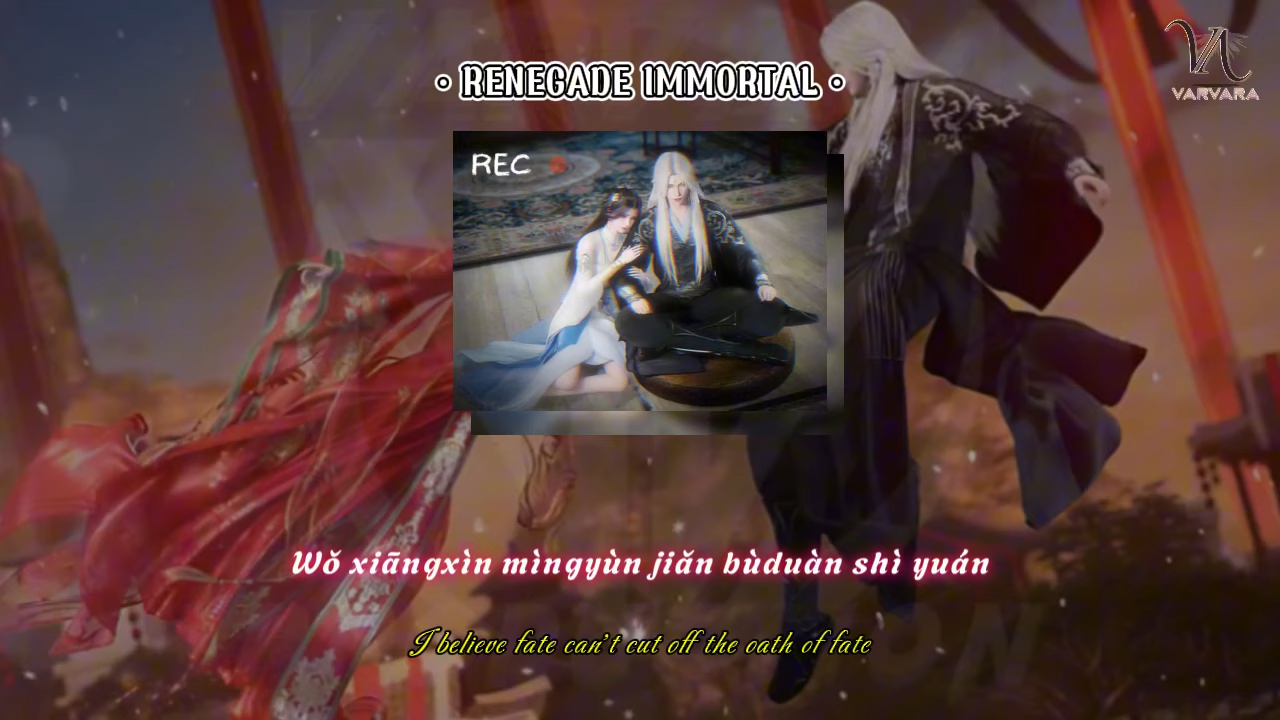 • RENEGADE IMMORTAL •
VARVARA
REC
Wǒ xiāngxìn mìngyùn jiǎn bùduàn shì yuán
I believe fate can't cut off the oath of fate